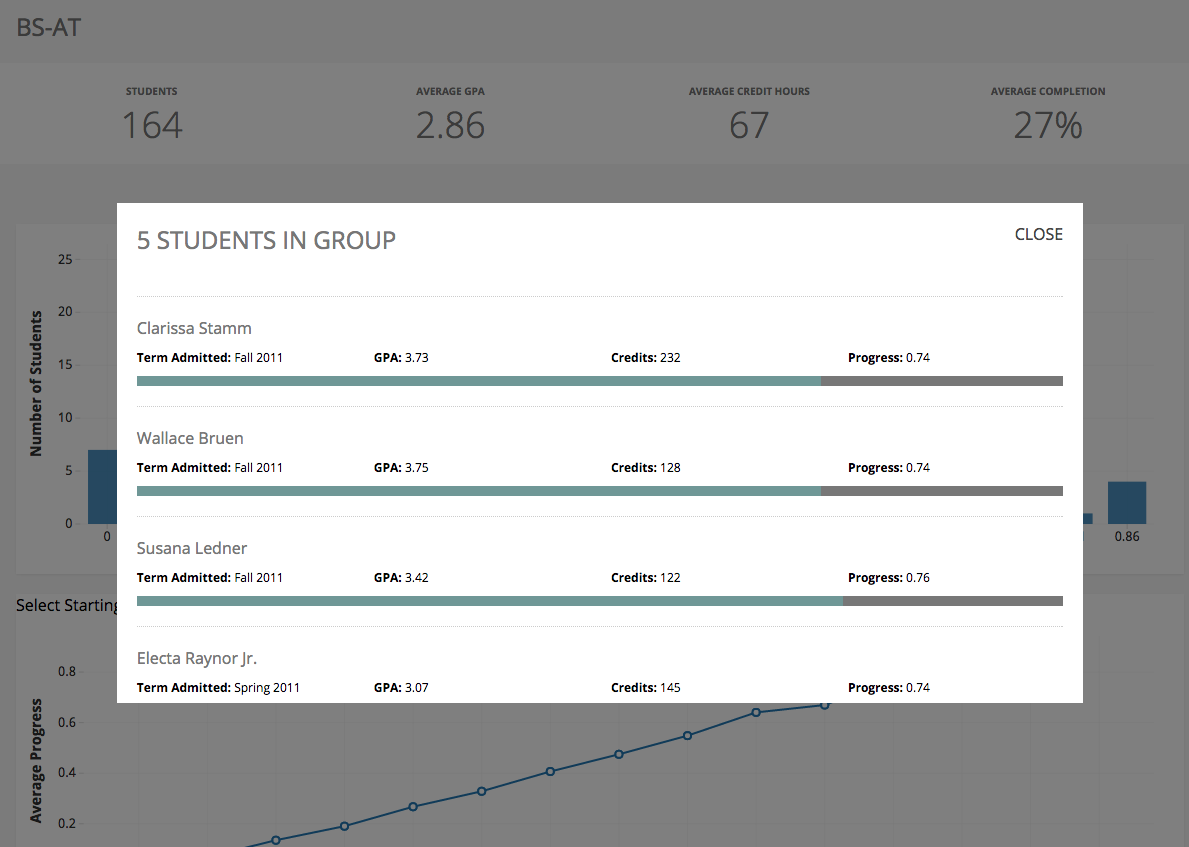 BS-AT
STUDENTS
164
AVERAGE GPA
2.86
AVERAGE CREDIT HOURS
67
AVERAGE COMPLETION
27%
5 STUDENTS IN GROUP
CLOSE
Clarissa Stamm
Term Admitted: Fall 2011 GPA: 3.73 Credits: 232 Progress: 0.74
Wallace Bruen
Term Admitted: Fall 2011 GPA: 3.75 Credits: 128 Progress: 0.74
Susana Ledner
Term Admitted: Fall 2011 GPA: 3.42 Credits: 122 Progress: 0.76
Electa Raynor Jr.
Term Admitted: Spring 2011 GPA: 3.07 Credits: 145 Progress: 0.74
Number of Students
25
20
15
10
5
0
0
0.86
Select Starting
Average Progress
0.8
0.6
0.4
0.2